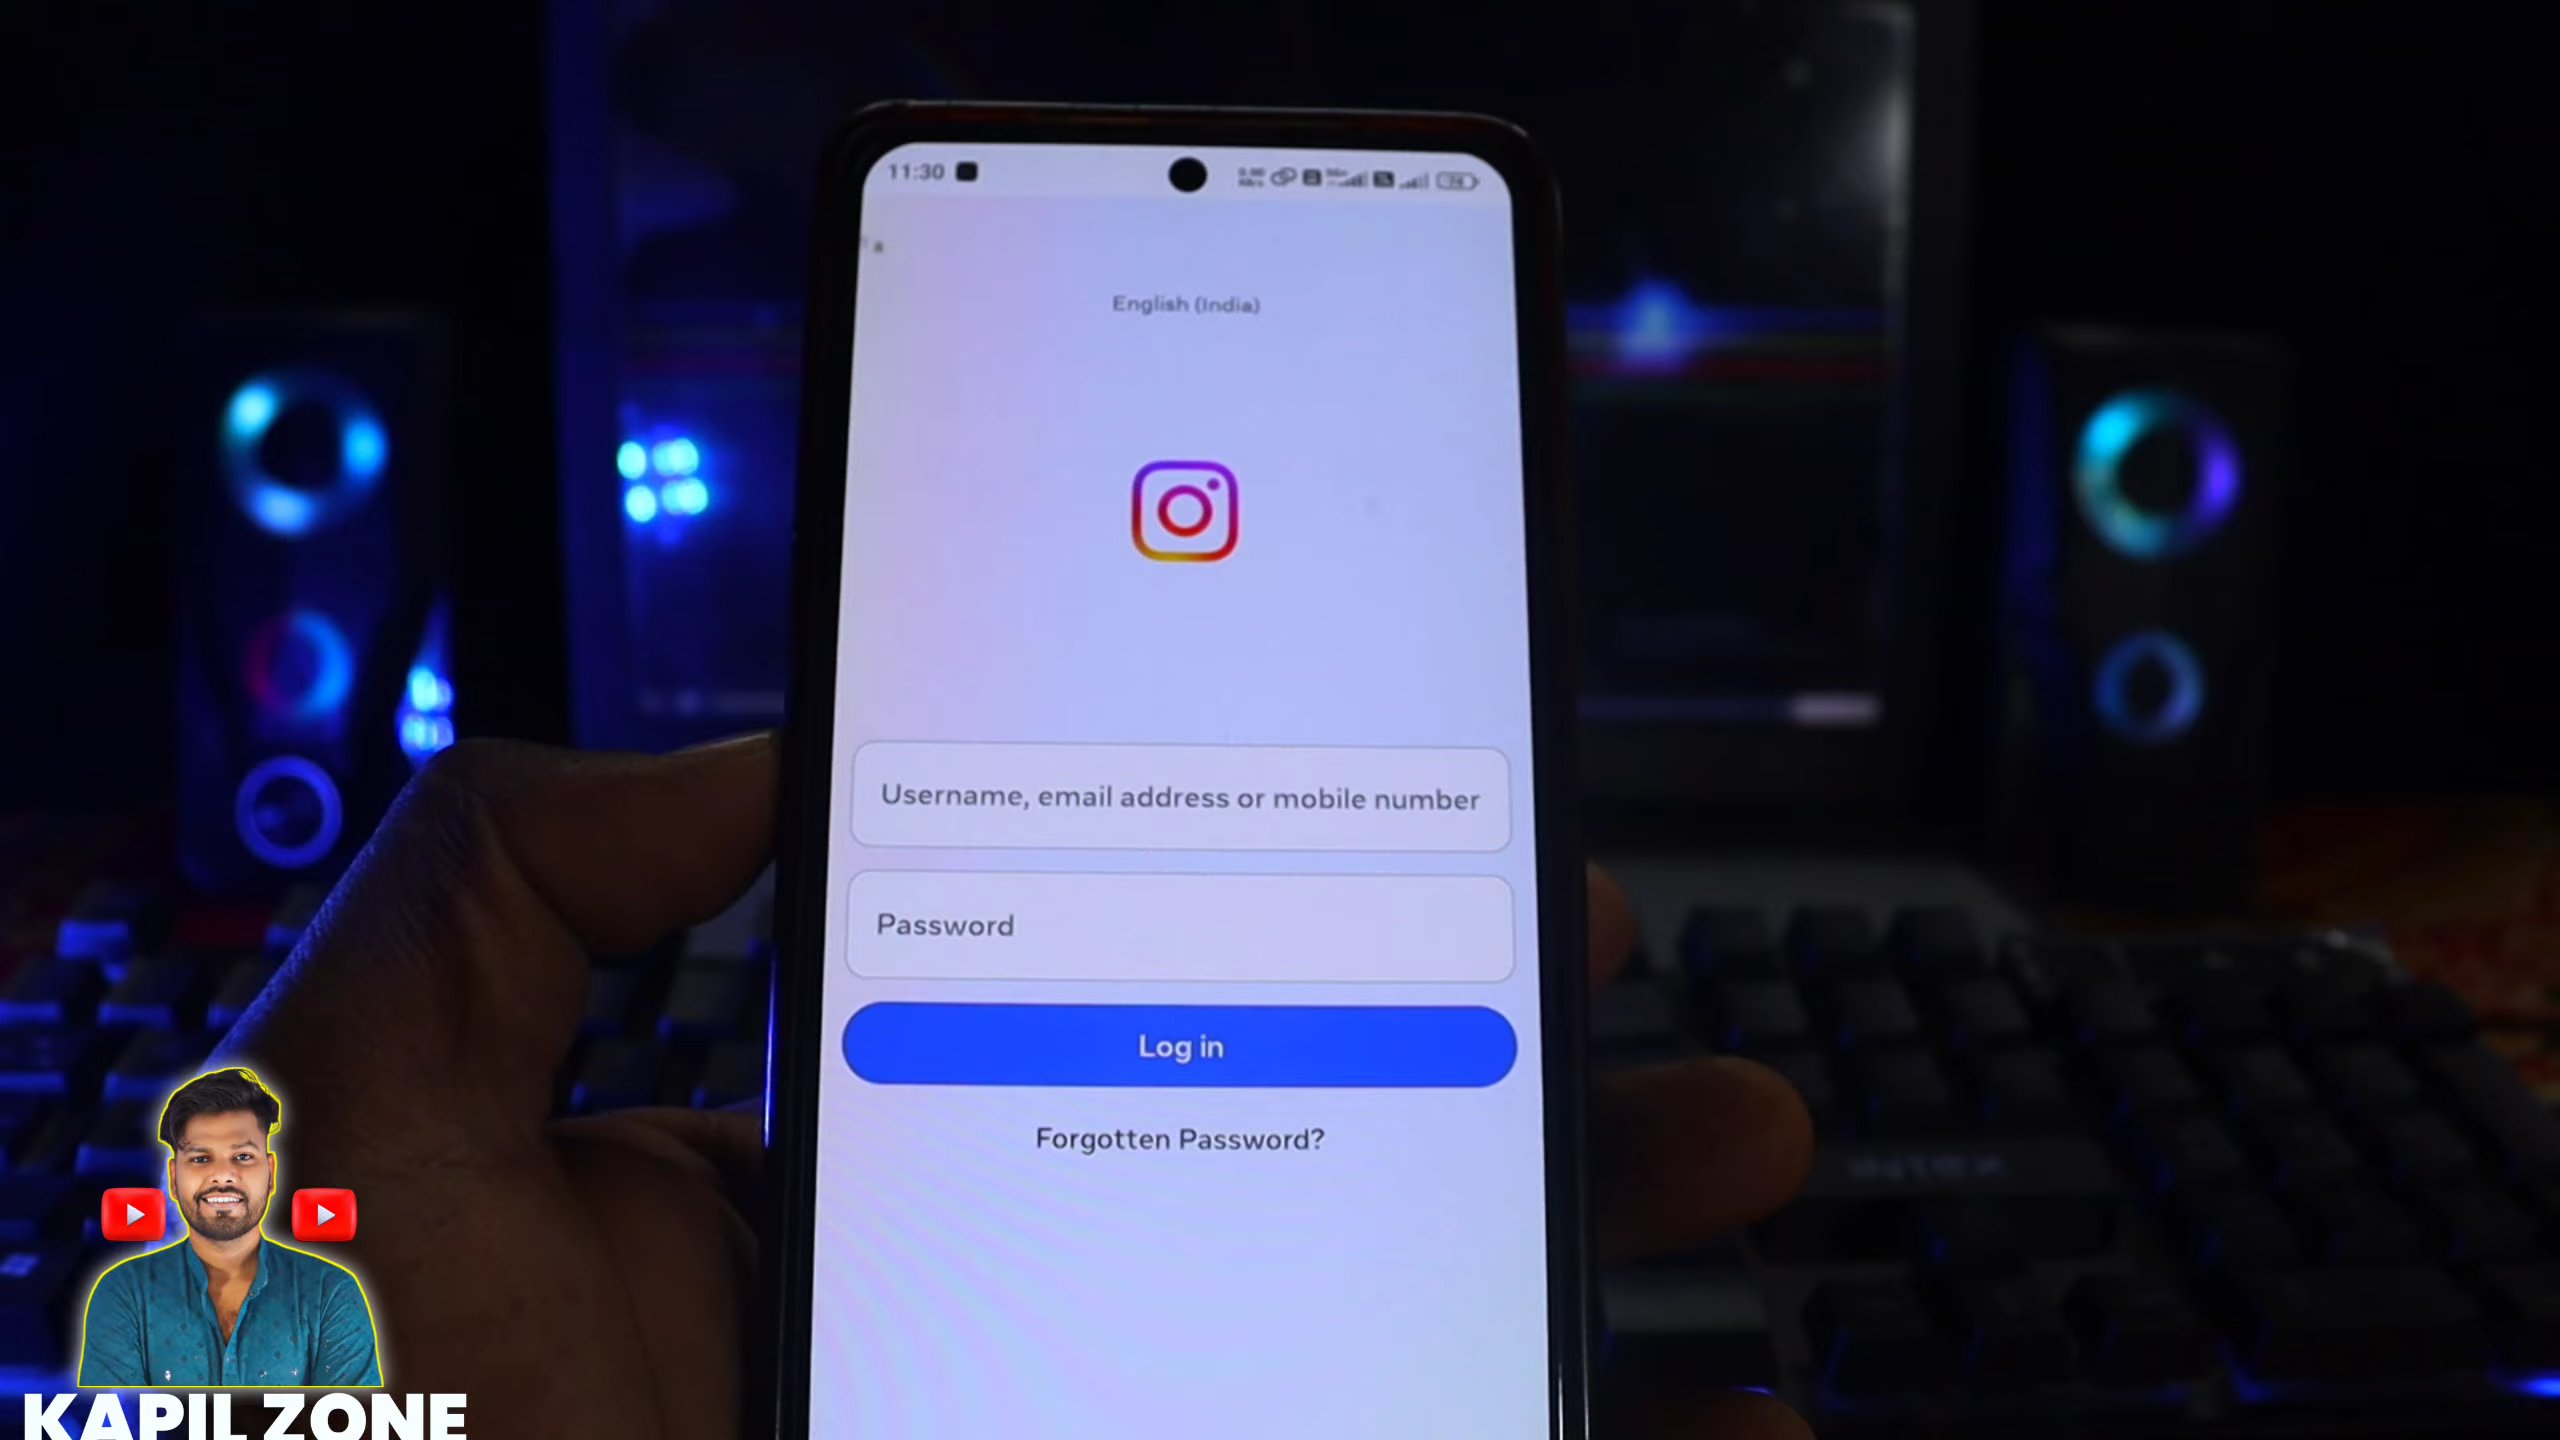 11:30
English (India)
Username, email address or mobile number
Password
Log in
Forgotten Password?
KAPIL ZONE